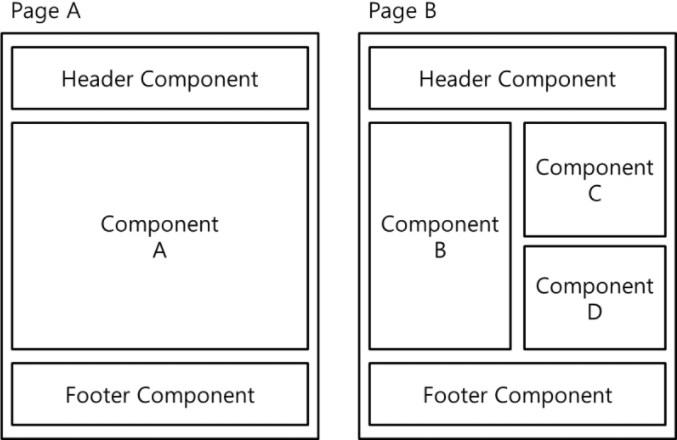 Page A
Header Component
Component
A
Footer Component
Page B
Header Component
Component
B
Component
C
Component
D
Footer Component